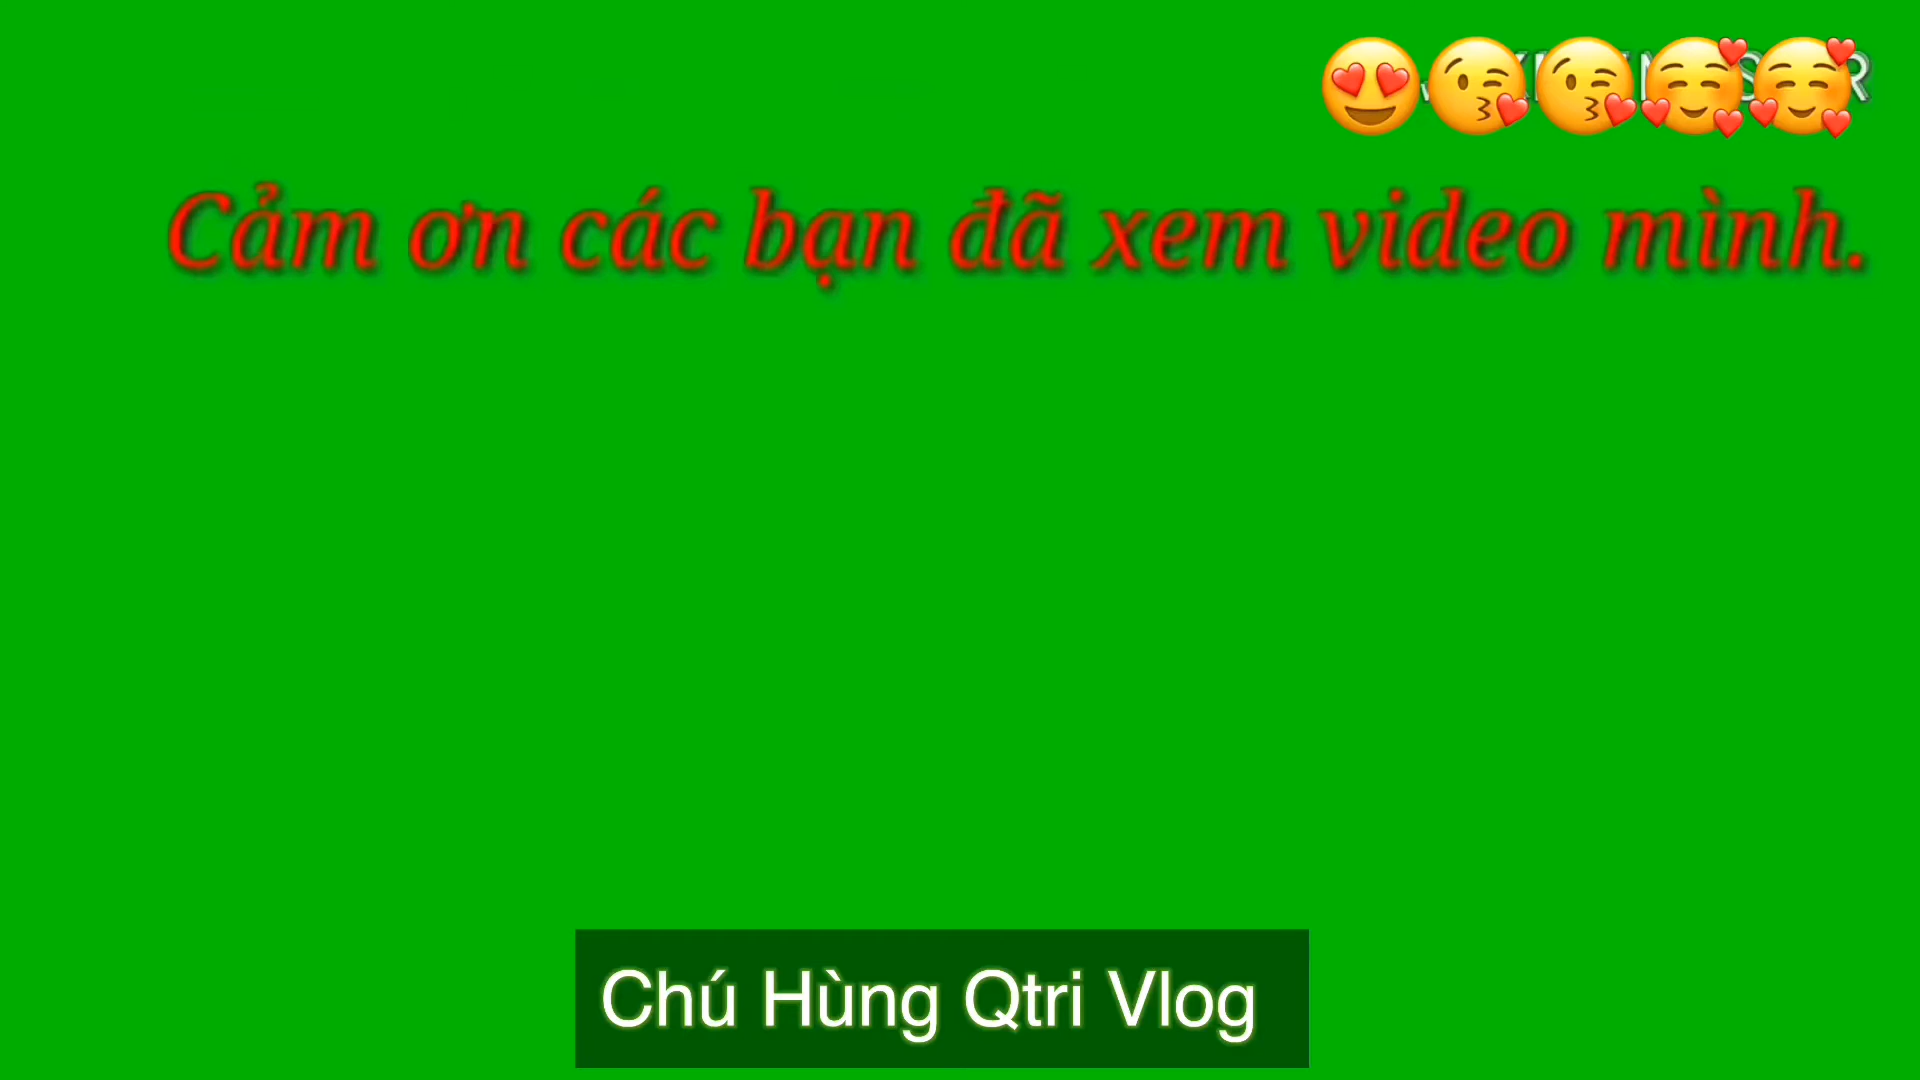 😍😘😘🥰🥰
Cảm ơn các bạn đã xem video mình.
Chú Hùng Qtri Vlog